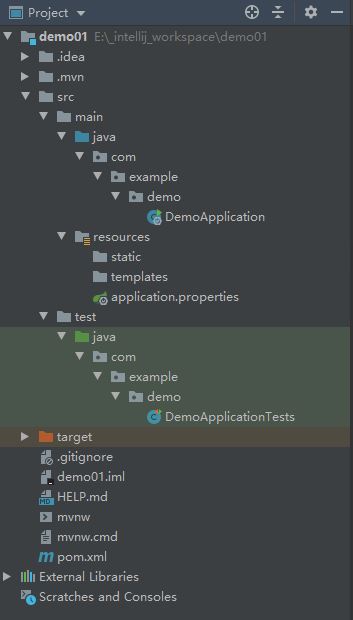 Project
demo01 E:\_intellij_workspace\demo01
.idea
.mvn
src
main
java
com
example
demo
DemoApplication
resources
static
templates
application.properties
test
java
com
example
demo
DemoApplicationTests
target
.gitignore
demo01.iml
HELP.md
mvnw
mvnw.cmd
pom.xml
External Libraries
Scratches and Consoles